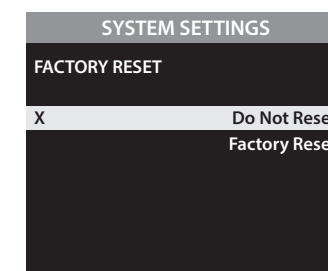 SYSTEM SETTINGS
FACTORY RESET
X Do Not Rese
Factory Rese